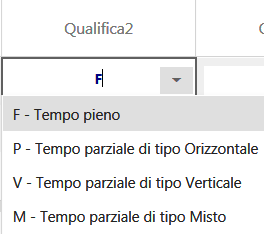 Qualifica2
F
F - Tempo pieno
P - Tempo parziale di tipo Orizzontale
V - Tempo parziale di tipo Verticale
M - Tempo parziale di tipo Misto